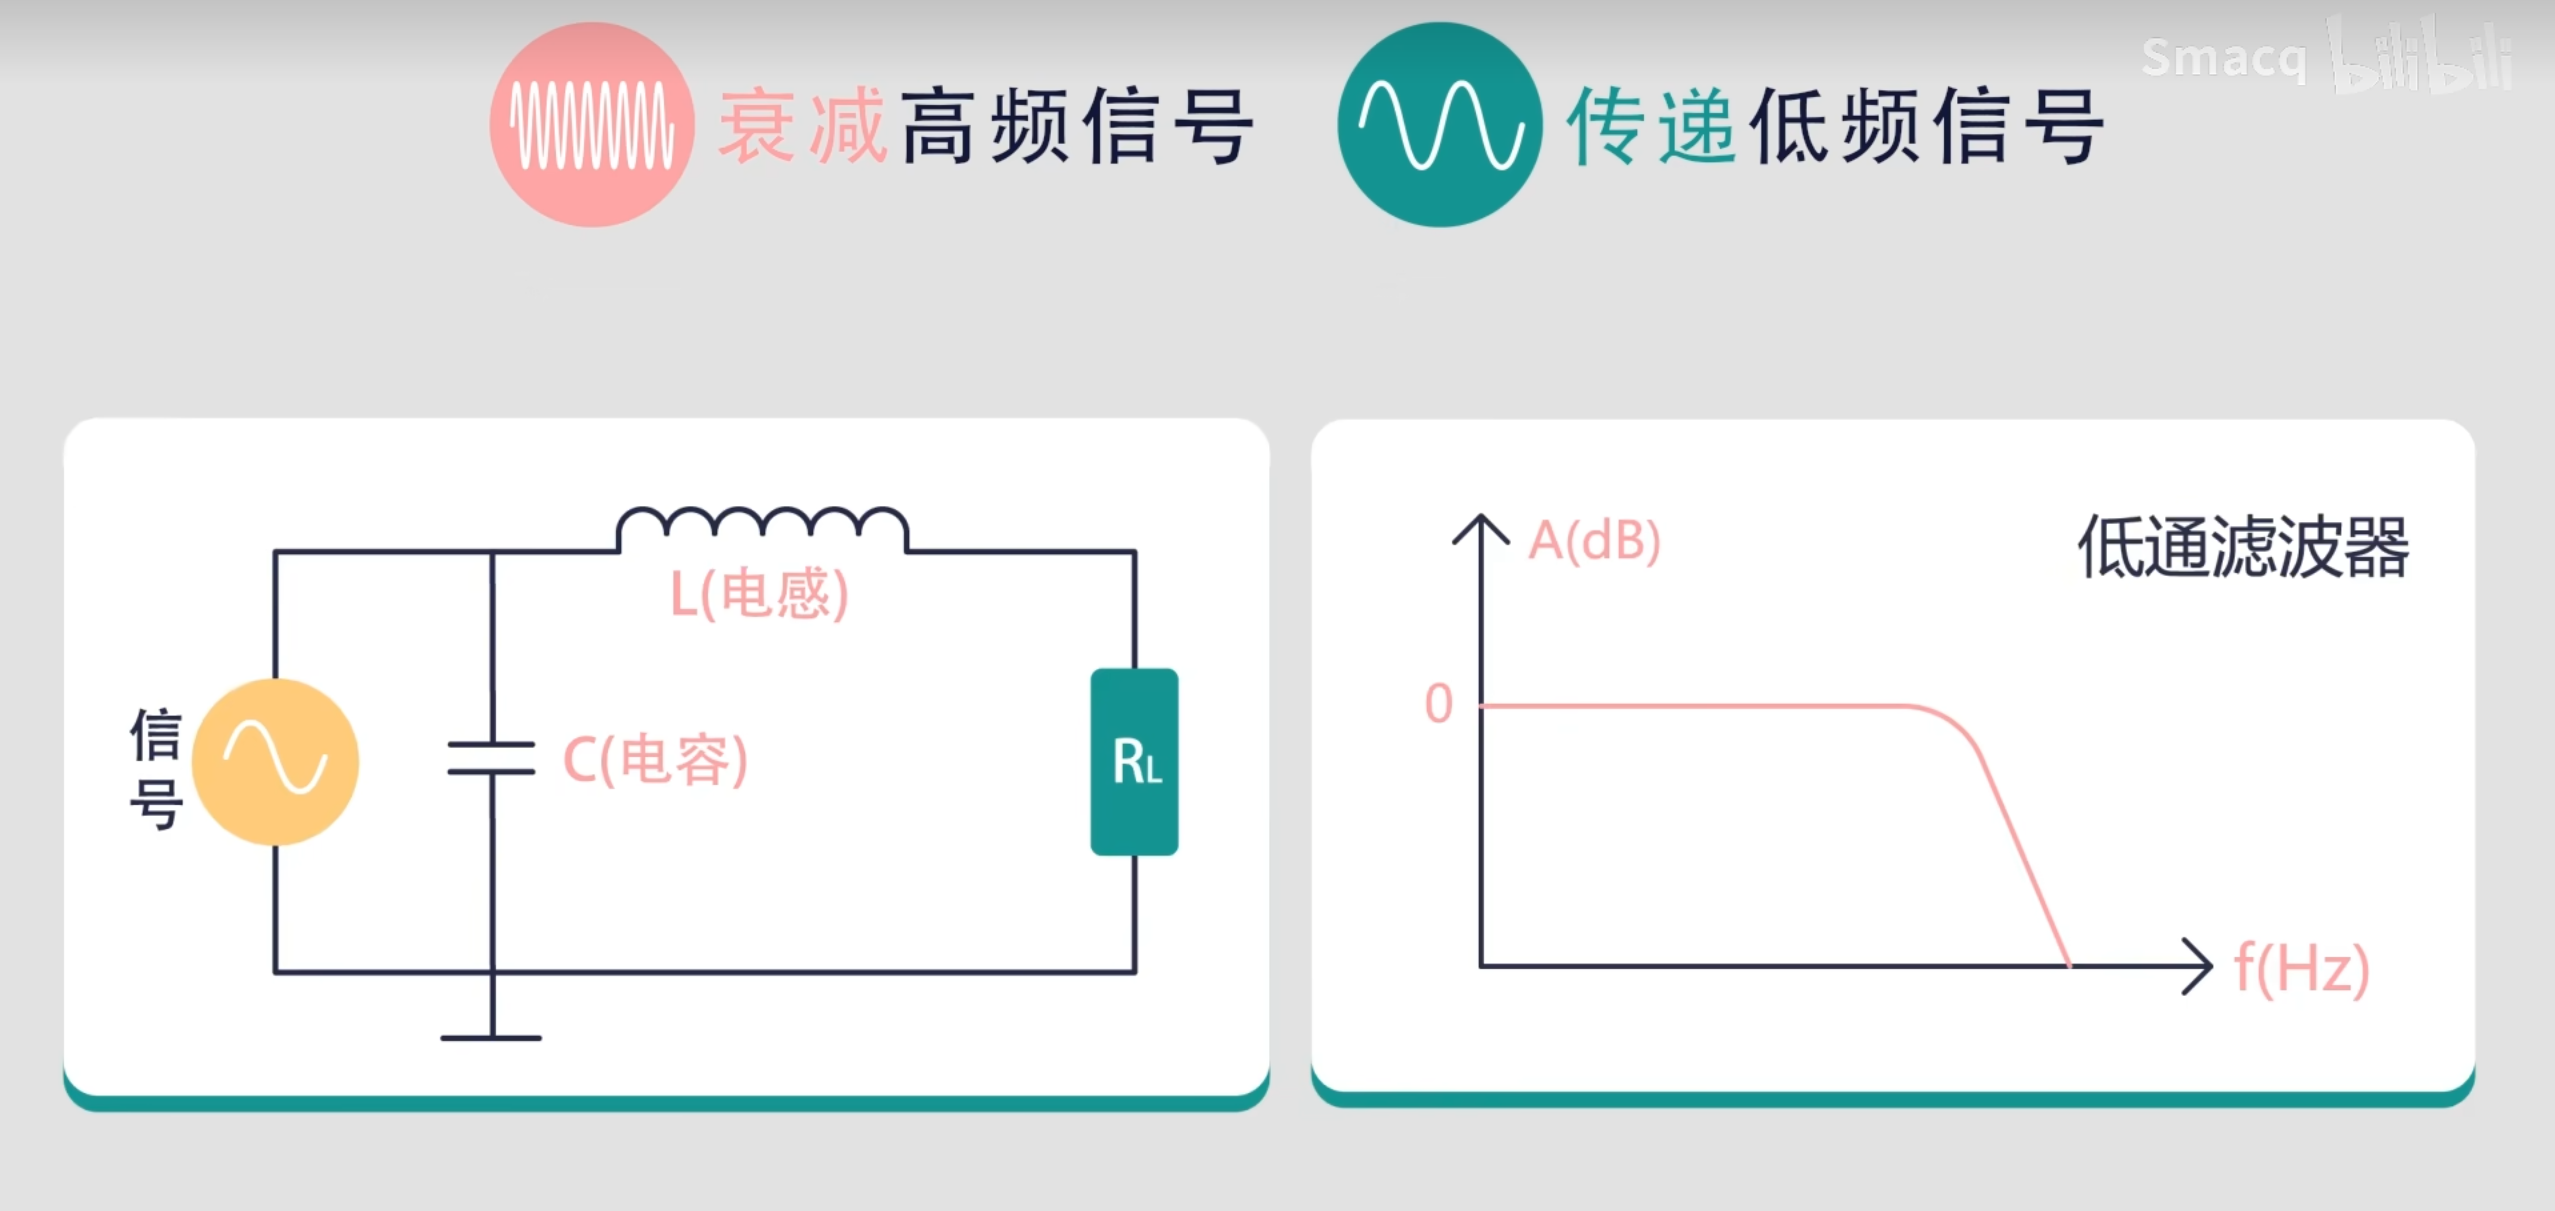 衰减高频信号
传递低频信号
Smacq bilibili
L(电感)
信号
C(电容)
RL
A(dB)
低通滤波器
0
f(Hz)